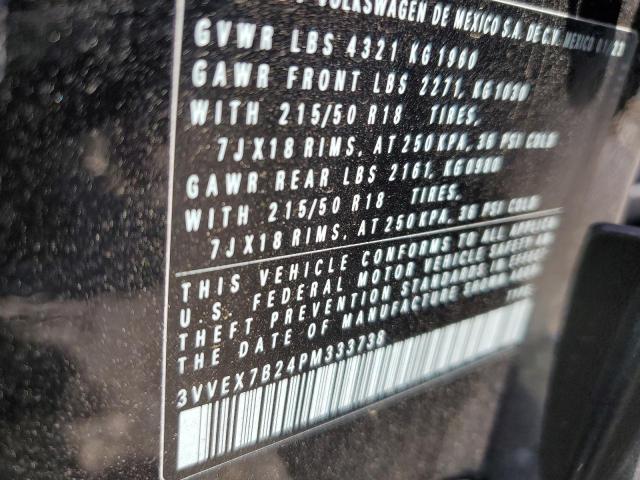 VOLKSWAGEN DE MEXICO S.A. DE C.V. MEXICO
GVWR LBS 4321 KG 1960
GAWR FRONT LBS 2271, KG 1030
WITH 215/50 R18 TIRES,
7JX18 RIMS, AT 250 KPA, 36 PSI COLD
GAWR REAR LBS 2161, KG 0980
WITH 215/50 R18 TIRES,
7JX18 RIMS, AT 250 KPA, 36 PSI COLD
THIS VEHICLE CONFORMS TO ALL
U.S. FEDERAL MOTOR VEHICLE SAFETY AND
THEFT PREVENTION STANDARDS IN EFFECT
THE DATE OF MANUFACTURE SHOWN
3VVEX7B24PM333738